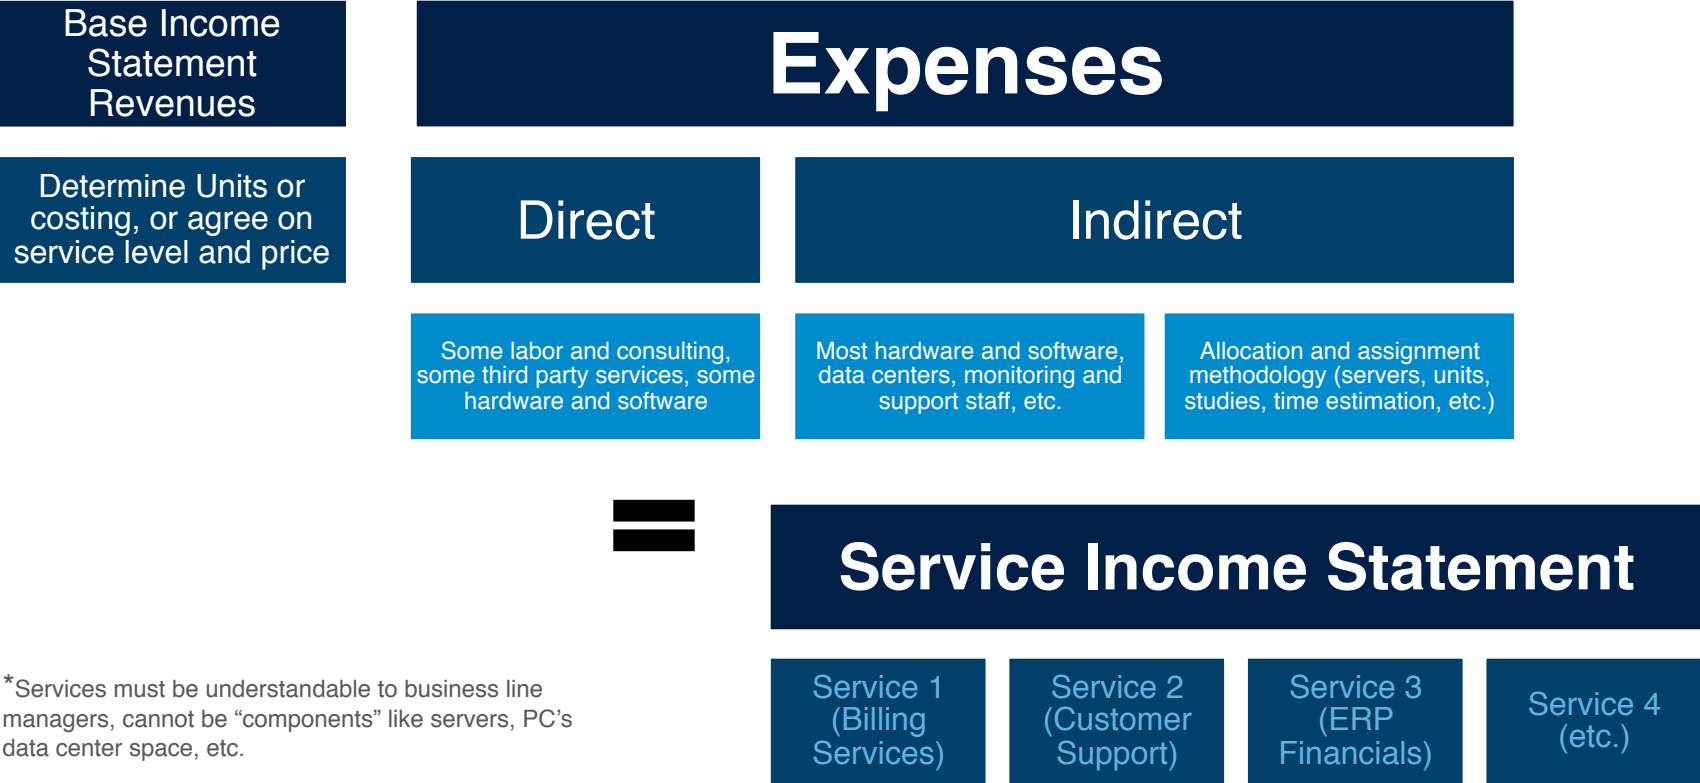 Base Income
Statement
Revenues
Expenses
Determine Units or
costing, or agree on
service level and price
Direct
Indirect
Some labor and consulting,
some third party services, some
hardware and software
Most hardware and software,
data centers, monitoring and
support staff, etc.
Allocation and assignment
methodology (servers, units,
studies, time estimation, etc.)
=
Service Income Statement
*Services must be understandable to business line
managers, cannot be “components” like servers, PC’s
data center space, etc.
Service 1
(Billing
Services)
Service 2
(Customer
Support)
Service 3
(ERP
Financials)
Service 4
(etc.)